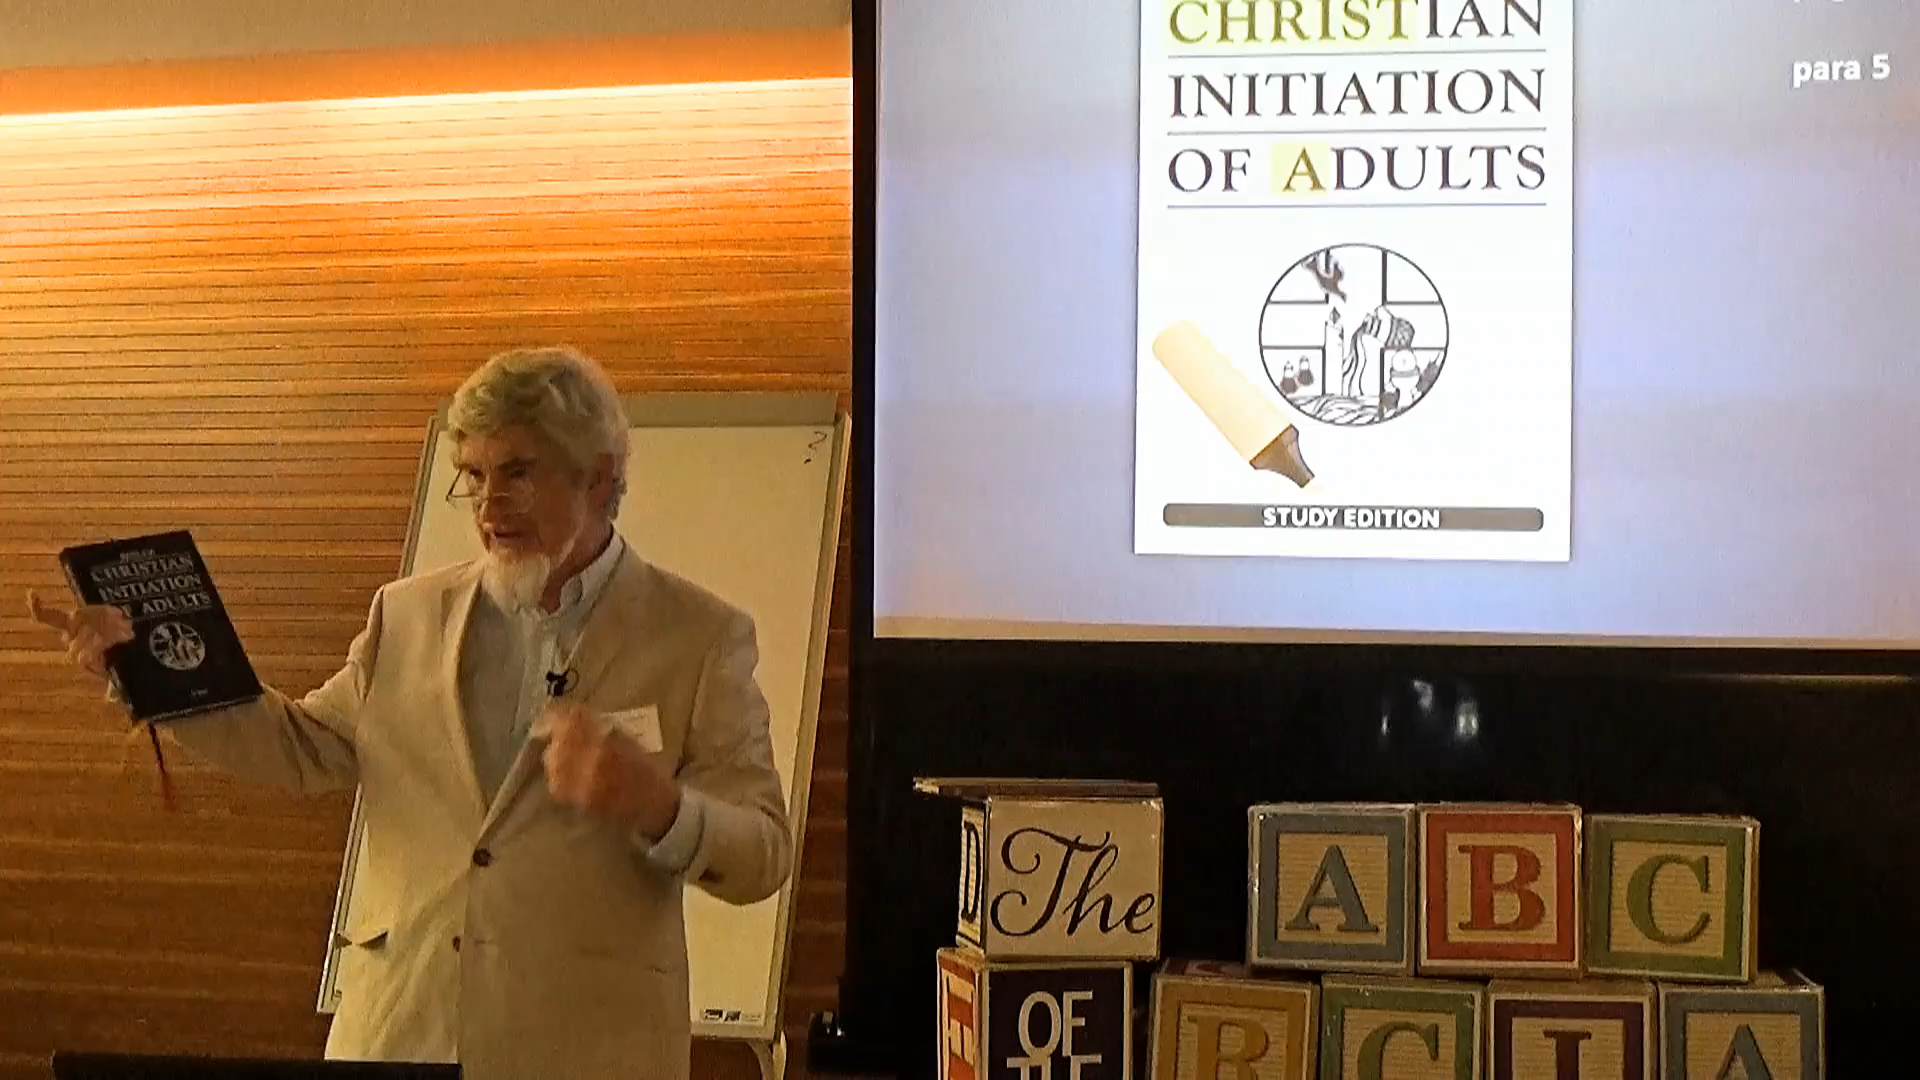 CHRISTIAN
INITIATION
OF ADULTS
STUDY EDITION
para 5
?
CHRISTIAN
INITIATION
OF ADULTS
D
The
A
B
C
OF
THE
R
C
I
A